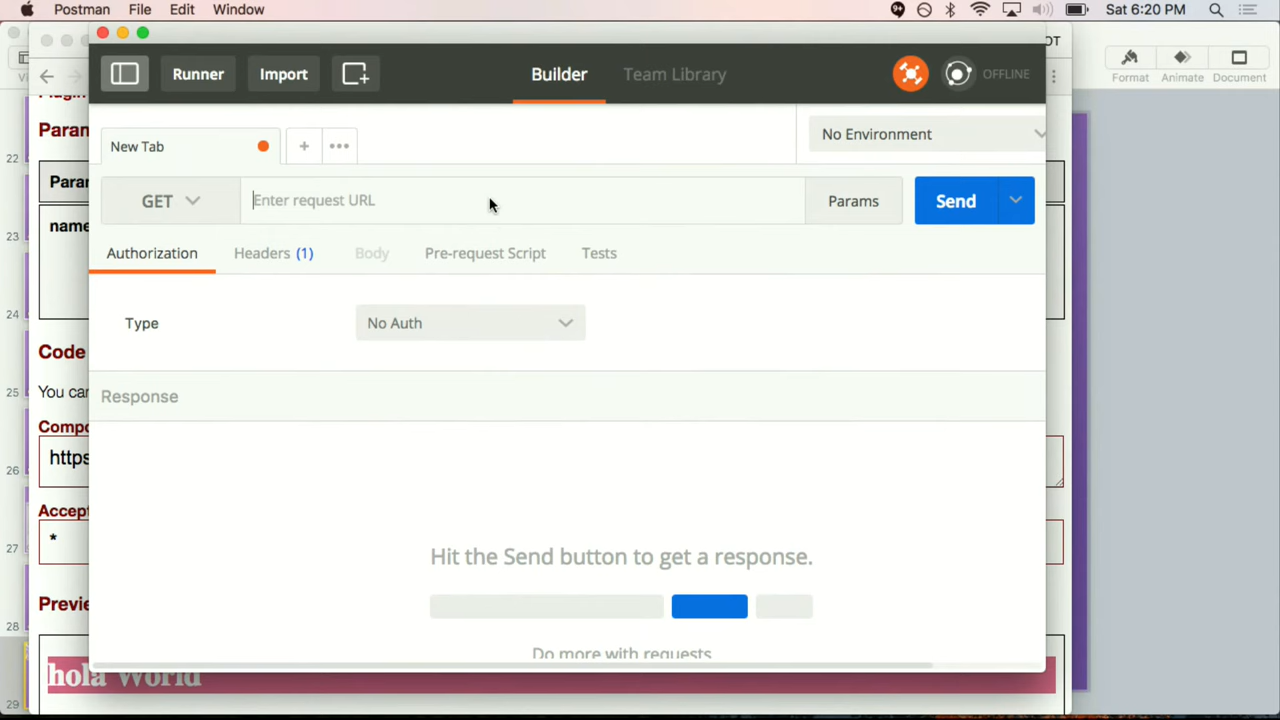 Postman File Edit Window
Sat 6:20 PM
Format Animate Document
Runner Import Builder Team Library OFFLINE
New Tab + ••• No Environment
GET Enter request URL Params Send
Authorization Headers (1) Body Pre-request Script Tests
Type No Auth
Response
Hit the Send button to get a response.
Do more with requests
22
23
24
25
26
27
28
29
Param
Param
name
Code
You car
Compo
https
Accept
*
Previe
hola World